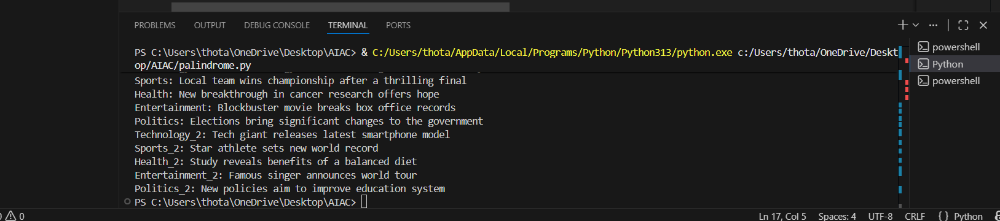 PROBLEMS OUTPUT DEBUG CONSOLE TERMINAL PORTS
PS C:\Users\thota\OneDrive\Desktop\AIAC> & C:/Users/thota/AppData/Local/Programs/Python/Python313/python.exe c:/Users/thota/OneDrive/Deskt
op/AIAC/palindrome.py
Sports: Local team wins championship after a thrilling final
Health: New breakthrough in cancer research offers hope
Entertainment: Blockbuster movie breaks box office records
Politics: Elections bring significant changes to the government
Technology_2: Tech giant releases latest smartphone model
Sports_2: Star athlete sets new world record
Health_2: Study reveals benefits of a balanced diet
Entertainment_2: Famous singer announces world tour
Politics_2: New policies aim to improve education system
PS C:\Users\thota\OneDrive\Desktop\AIAC>
powershell
Python
powershell
0 Ln 17, Col 5 Spaces: 4 UTF-8 CRLF { } Python